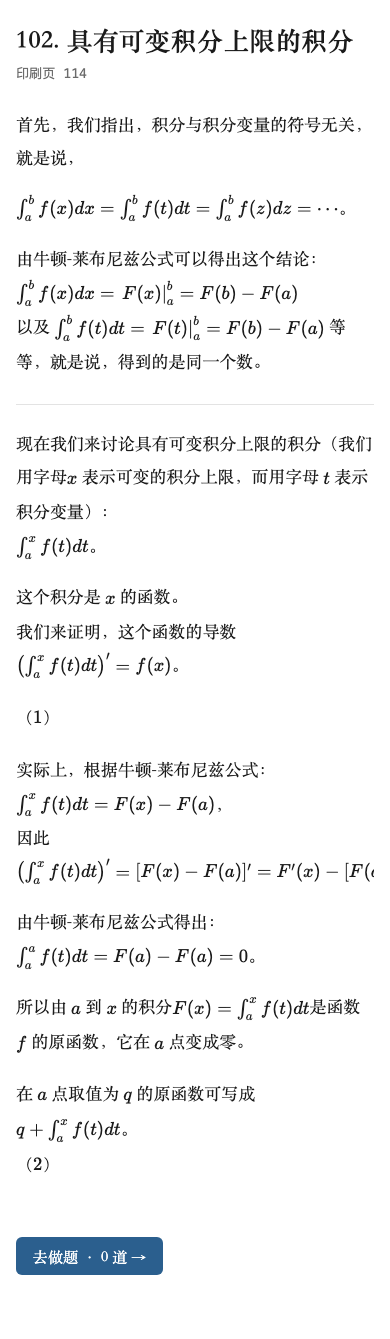 102. 具有可变积分上限的积分
印刷页 114
首先，我们指出，积分与积分变量的符号无关，
就是说，
∫_a^b f(x)dx = ∫_a^b f(t)dt = ∫_a^b f(z)dz = ⋯。
由牛顿-莱布尼兹公式可以得出这个结论：
∫_a^b f(x)dx = F(x)|_a^b = F(b) − F(a)
以及 ∫_a^b f(t)dt = F(t)|_a^b = F(b) − F(a) 等
等，就是说，得到的是同一个数。
现在我们来讨论具有可变积分上限的积分（我们
用字母x 表示可变的积分上限，而用字母 t 表示
积分变量）：
∫_a^x f(t)dt。
这个积分是 x 的函数。
我们来证明，这个函数的导数
(∫_a^x f(t)dt)′ = f(x)。
（1）
实际上，根据牛顿-莱布尼兹公式：
∫_a^x f(t)dt = F(x) − F(a)，
因此
(∫_a^x f(t)dt)′ = [F(x) − F(a)]′ = F′(x) − [F(
由牛顿-莱布尼兹公式得出：
∫_a^a f(t)dt = F(a) − F(a) = 0。
所以由 a 到 x 的积分F(x) = ∫_a^x f(t)dt是函数
f 的原函数，它在 a 点变成零。
在 a 点取值为 q 的原函数可写成
q + ∫_a^x f(t)dt。
（2）
去做题 · 0 道 →